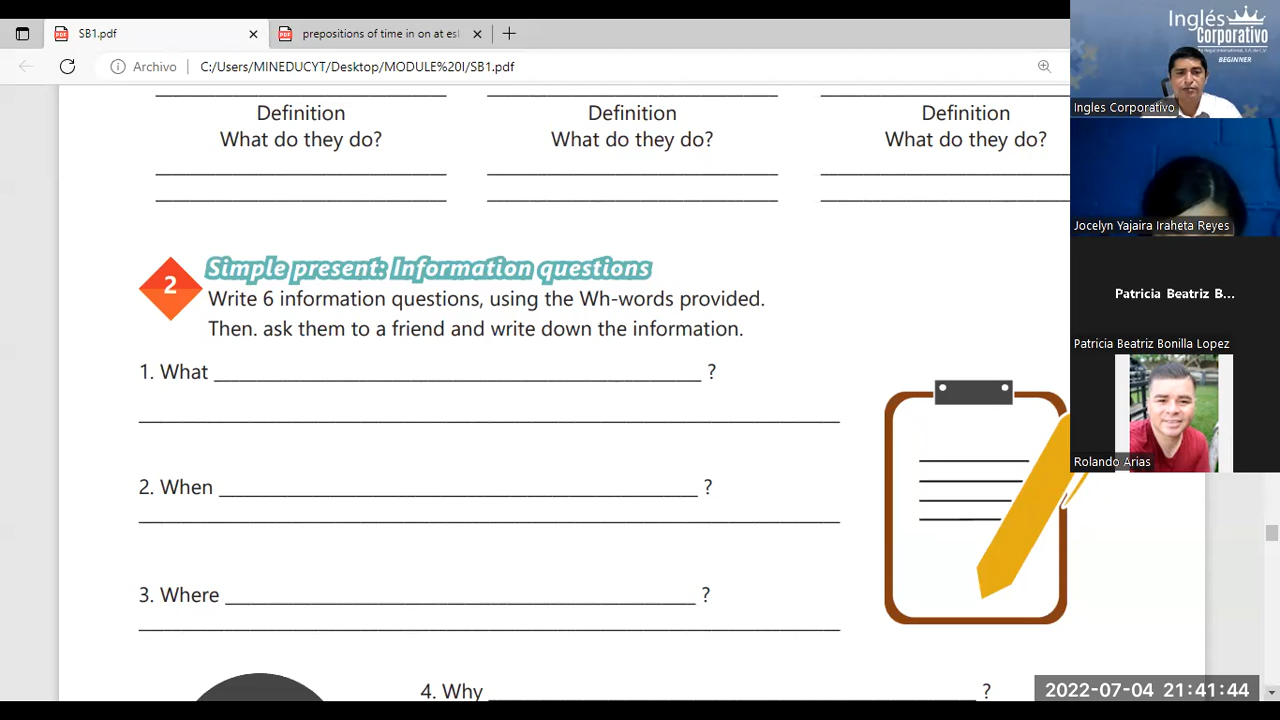 SB1.pdf
prepositions of time in on at esl
Archivo
C:/Users/MINEDUCYT/Desktop/MODULE%20I/SB1.pdf
Definition
What do they do?
Definition
What do they do?
Definition
What do they do?
2
Simple present: Information questions
Write 6 information questions, using the Wh-words provided.
Then. ask them to a friend and write down the information.
1. What ?
2. When ?
3. Where ?
4. Why ?
Inglés
Corporativo
BEGINNER
Ingles Corporativo
Jocelyn Yajaira Iraheta Reyes
Patricia Beatriz B...
Patricia Beatriz Bonilla Lopez
Rolando Arias
2022-07-04 21:41:44